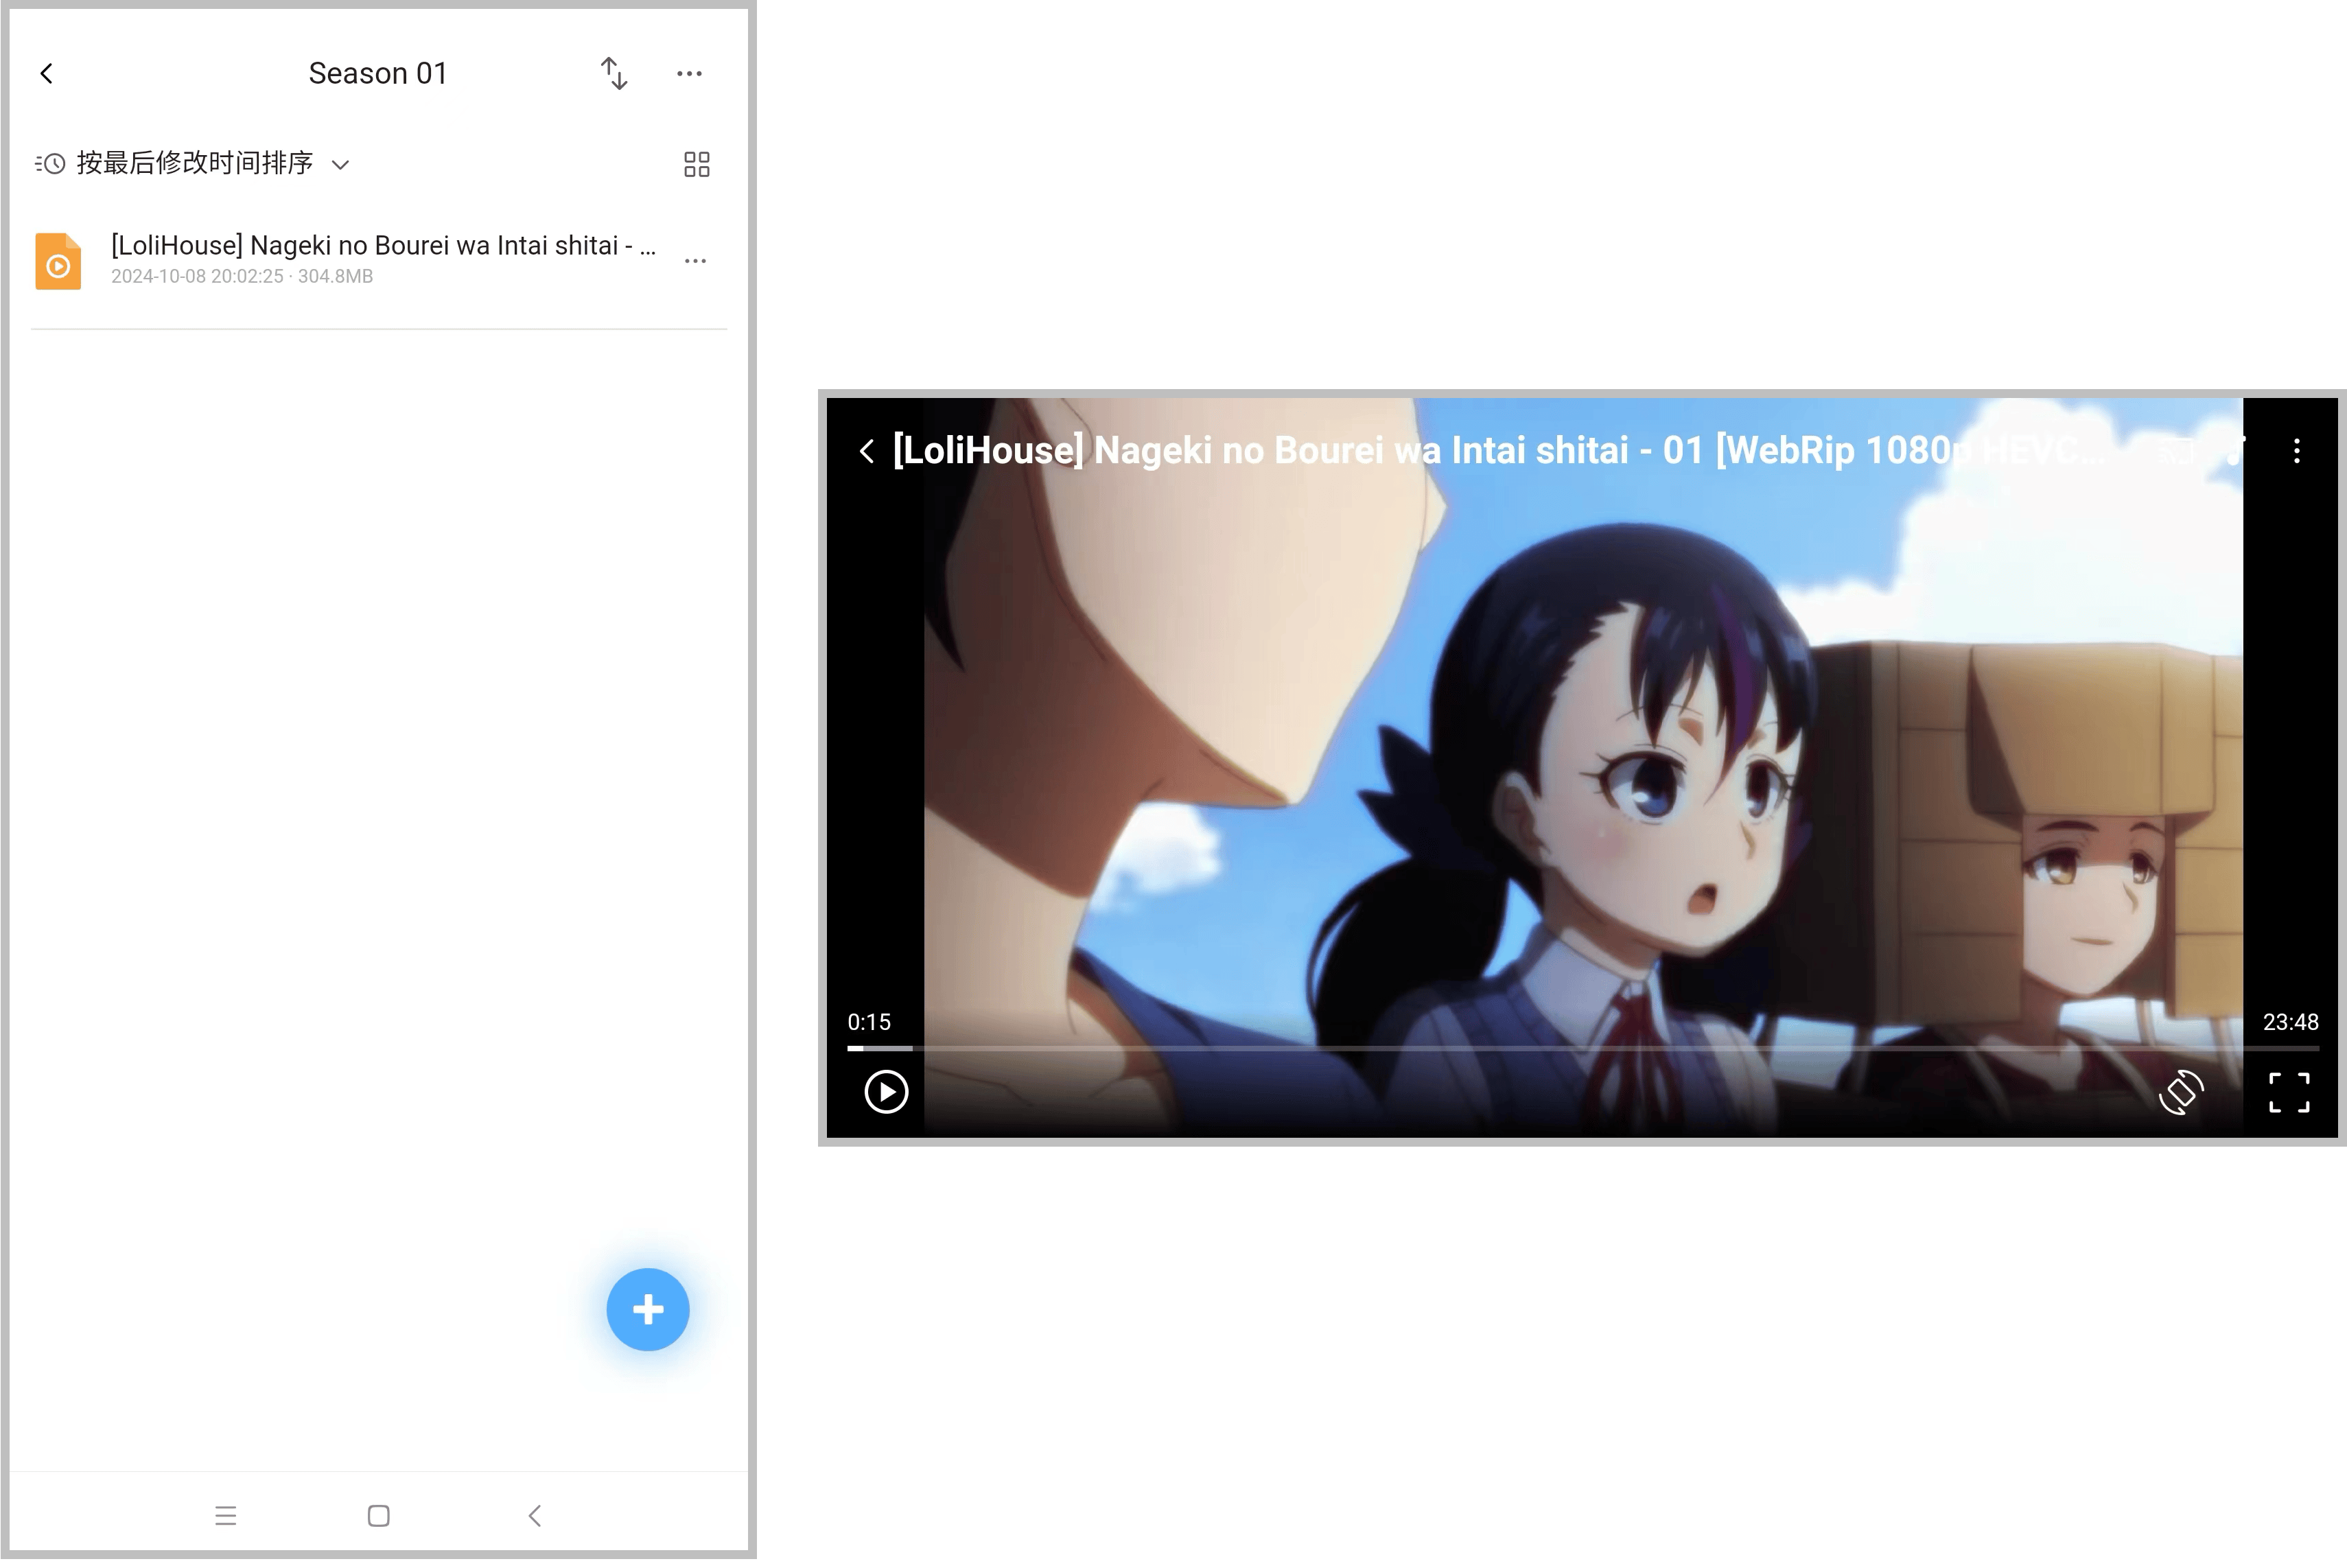 Season 01
按最后修改时间排序
[LoliHouse] Nageki no Bourei wa Intai shitai - ...
2024-10-08 20:02:25 · 304.8MB
[LoliHouse] Nageki no Bourei wa Intai shitai - 01 [WebRip 1080p HEVC...
0:15
23:48